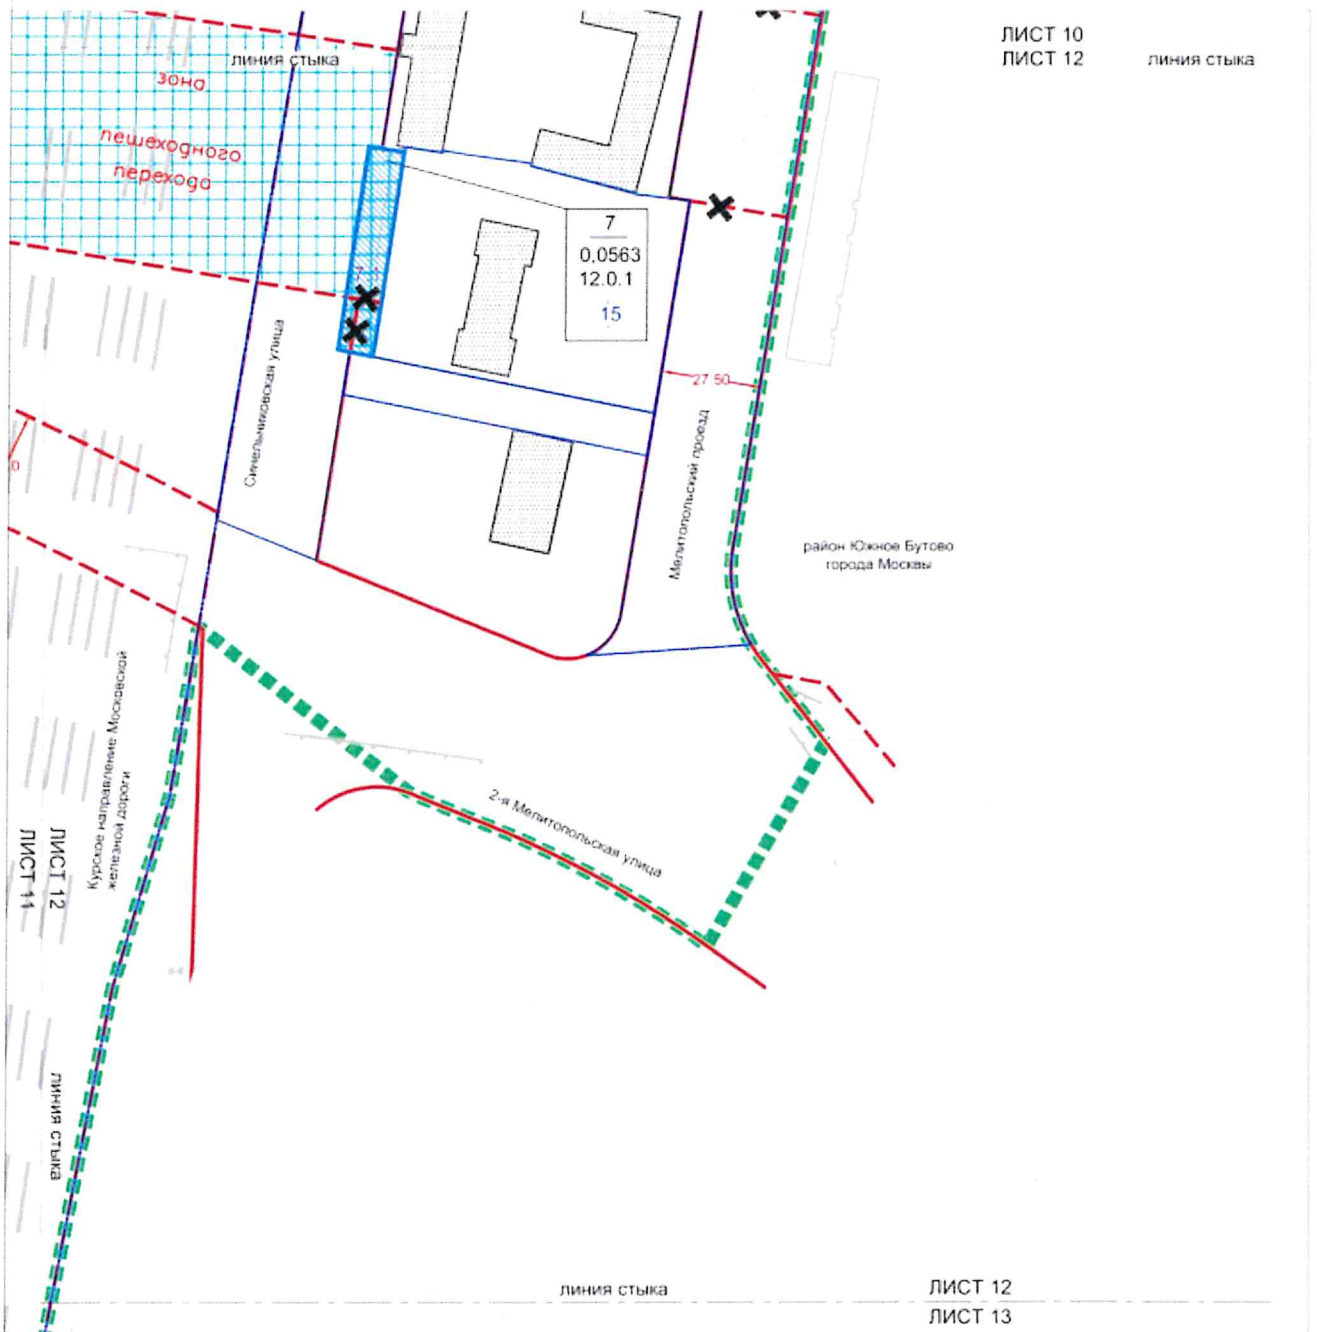 ЛИСТ 10
ЛИСТ 12
линия стыка
линия стыка
зона
пешеходного
перехода
7
0,0563
12.0.1
15
27.50
Синельниковская улица
Мелитопольский проезд
район Южное Бутово
города Москвы
2-я Мелитопольская улица
Курское направление Московской
железной дороги
ЛИСТ 12
ЛИСТ 11
линия стыка
линия стыка
ЛИСТ 12
ЛИСТ 13